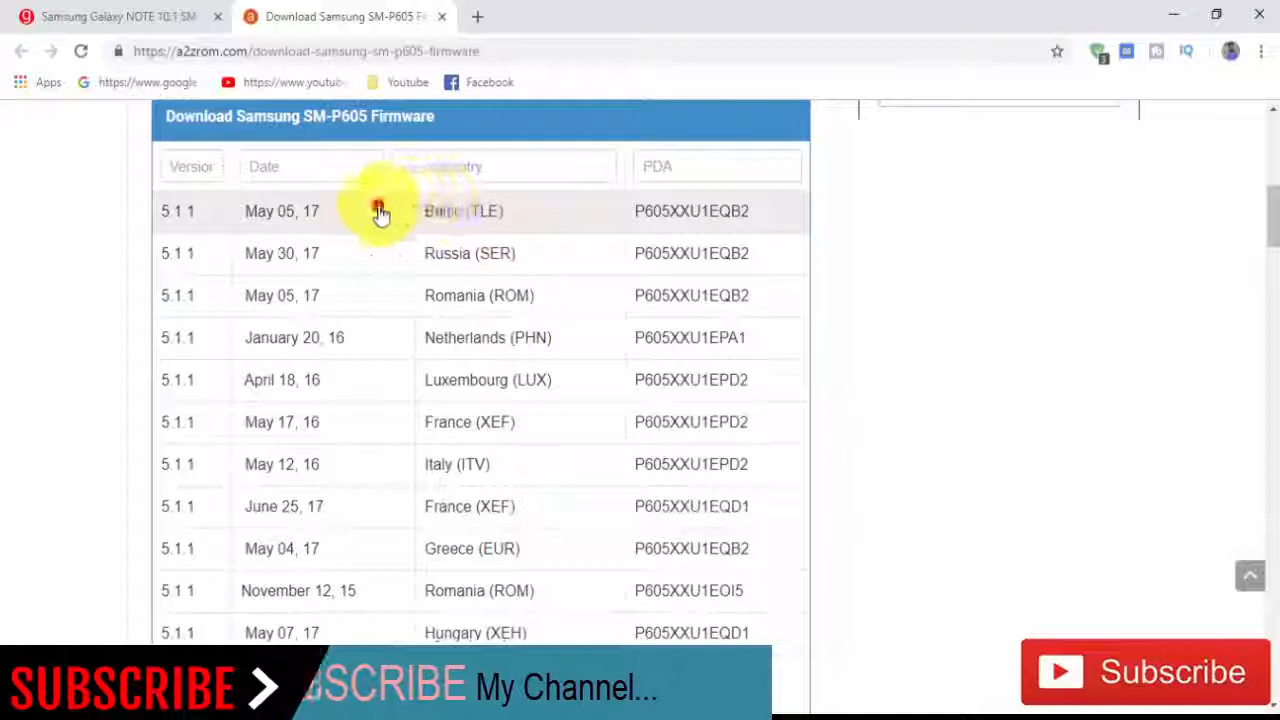 Samsung Galaxy NOTE 10.1 SM
Download Samsung SM-P605 Fi
https://a2zrom.com/download-samsung-sm-p605-firmware
3
Apps https://www.google https://www.youtub Youtube Facebook
Download Samsung SM-P605 Firmware
Version Date PDA
5.1 1 May 05, 17 (TLE) P605XXU1EQB2
5.1 1 May 30, 17 Russia (SER) P605XXU1EQB2
5.1.1 May 05, 17 Romania (ROM) P605XXU1EQB2
5.1.1 January 20, 16 Netherlands (PHN) P605XXU1EPA1
5.1.1 April 18, 16 Luxembourg (LUX) P605XXU1EPD2
5.1.1 May 17, 16 France (XEF) P605XXU1EPD2
5.1 1 May 12, 16 Italy (ITV) P605XXU1EPD2
5.1.1 June 25, 17 France (XEF) P605XXU1EQD1
5.1.1 May 04, 17 Greece (EUR) P605XXU1EQB2
5 1 1 November 12, 15 Romania (ROM) P605XXU1EOI5
5.1.1 May 07, 17 Hungary (XEH) P605XXU1EQD1
SUBSCRIBE SCRIBE My Channel...
Subscribe